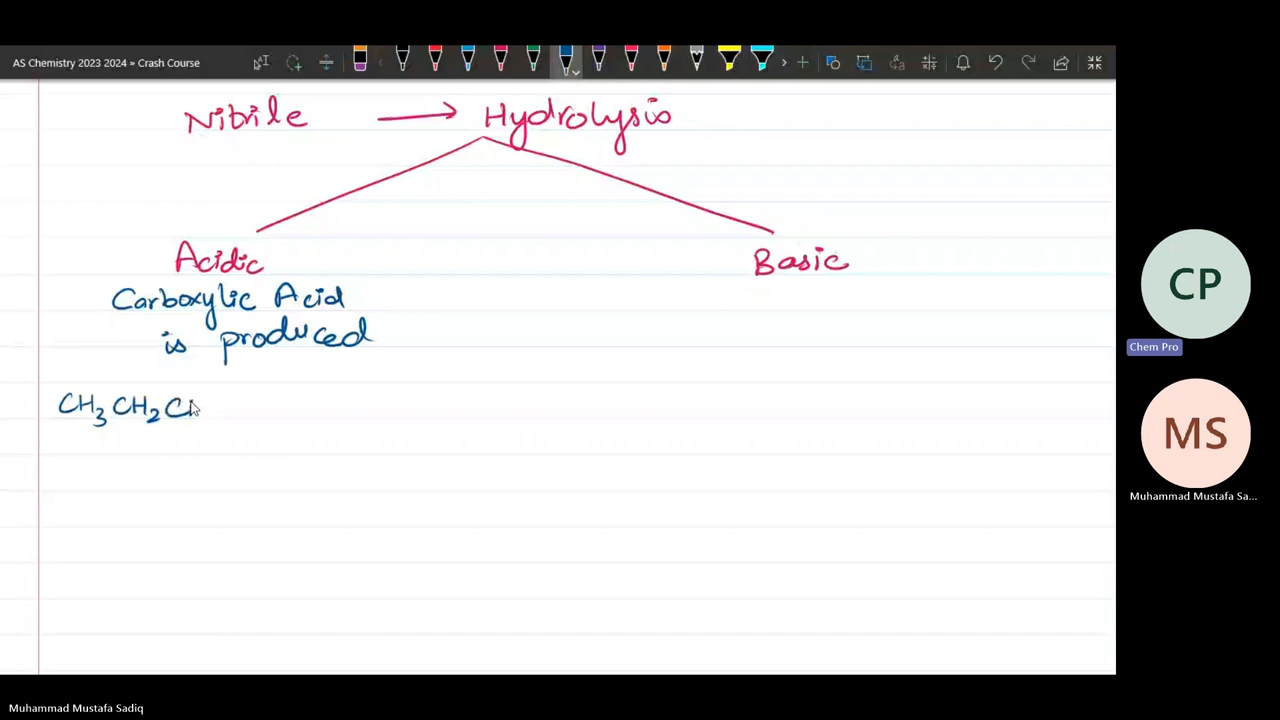 AS Chemistry 2023 2024 » Crash Course
Nitrile → Hydrolysis
Acidic
Basic
Carboxylic Acid
is produced
CH3CH2C
CP
Chem Pro
MS
Muhammad Mustafa Sa...
Muhammad Mustafa Sadiq